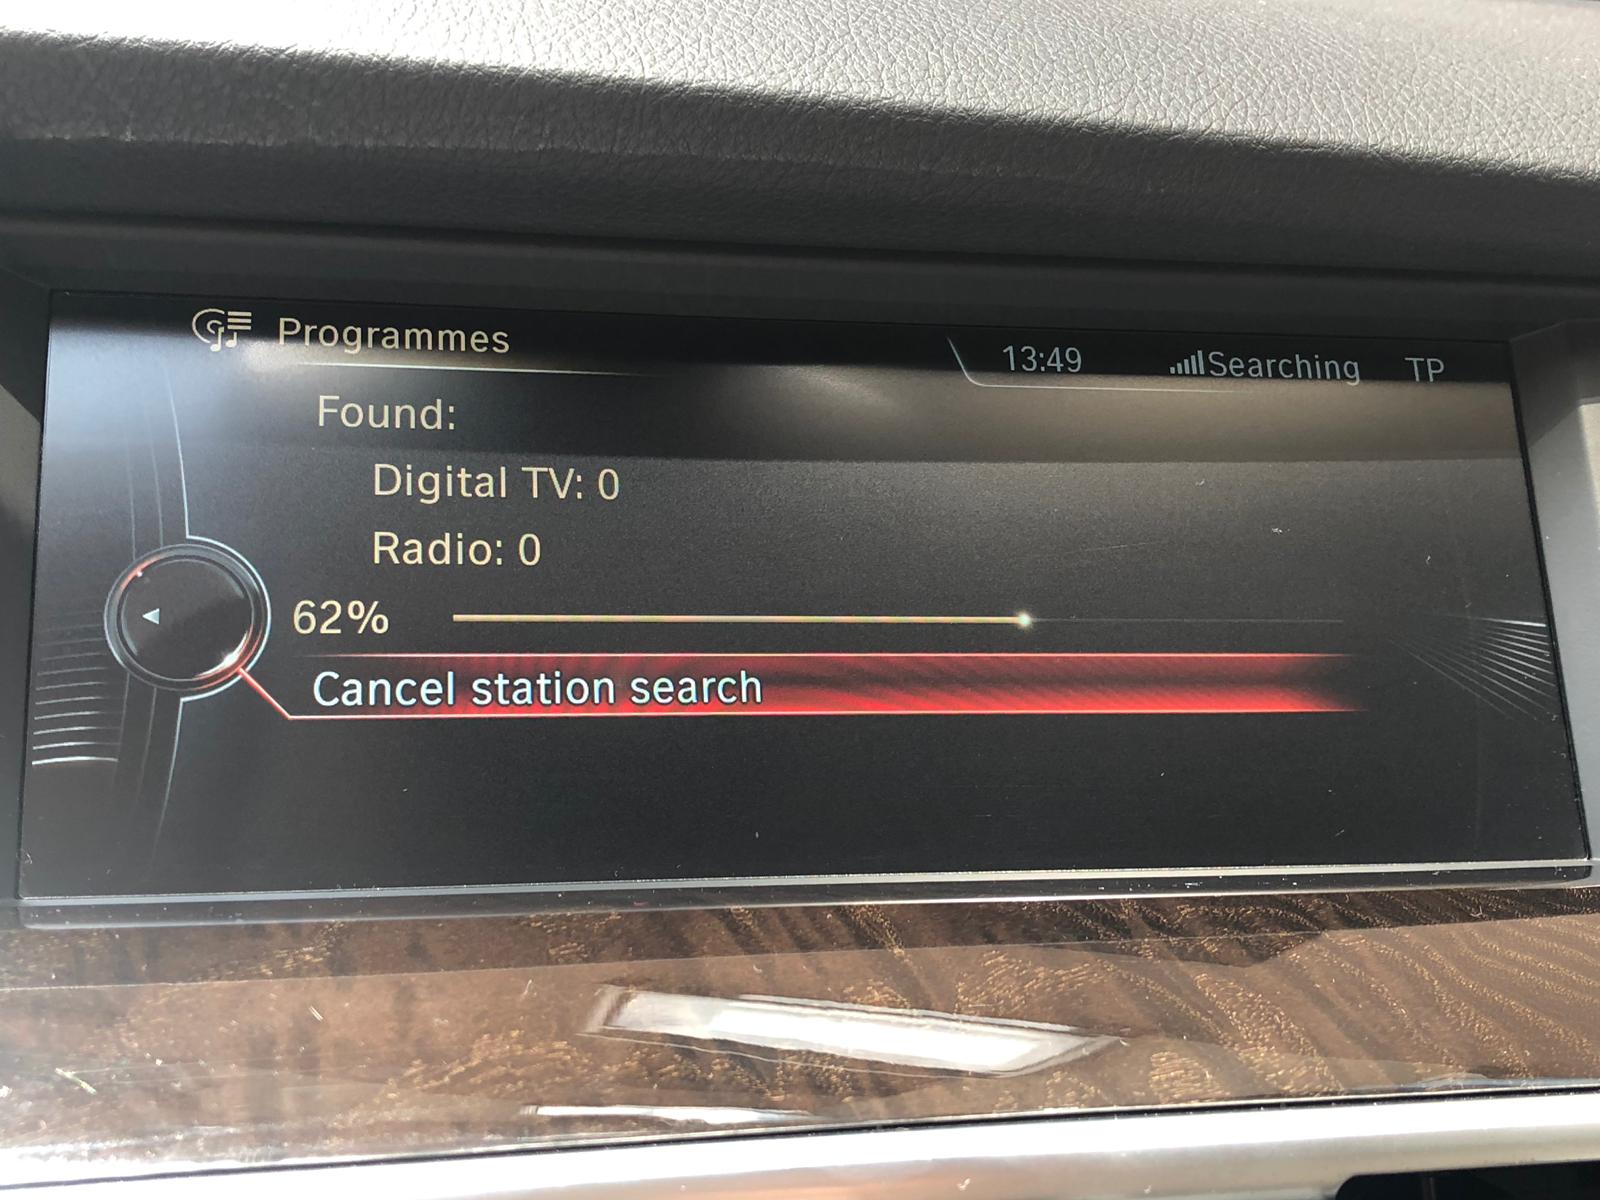 Programmes
13:49 Searching TP
Found:
Digital TV: 0
Radio: 0
62%
Cancel station search